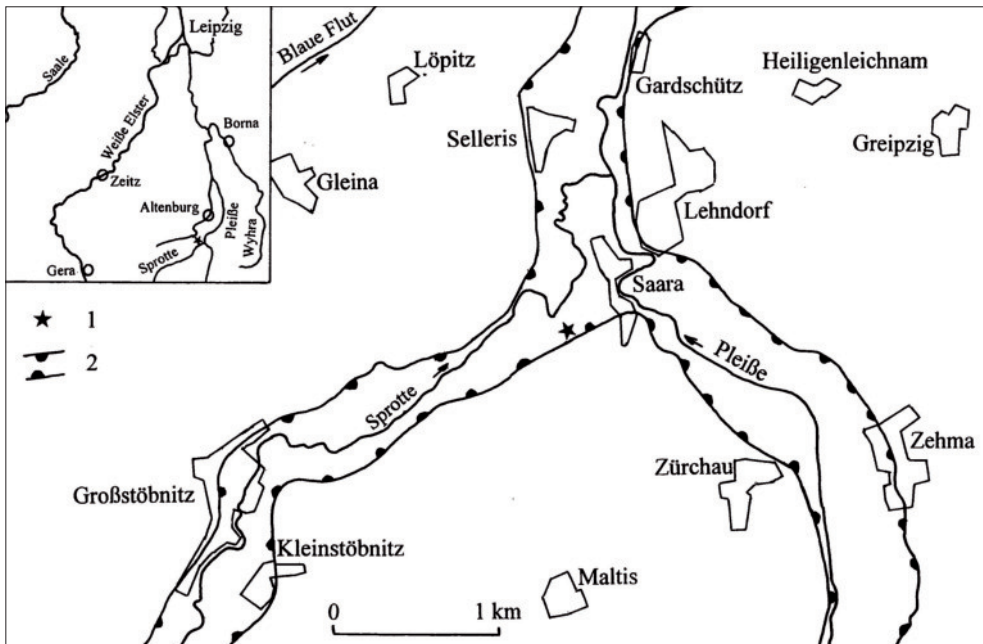 Leipzig
Saale
Weiße Elster
Borna
Zeitz
Altenburg
Pleiße
Wyhra
Sprotte
Gera
1
2
Blaue Flut
Löpitz
Gardschütz
Heiligenleichnam
Selleris
Greipzig
Gleina
Lehndorf
Saara
Pleiße
Sprotte
Zehma
Zürchau
Großstöbnitz
Kleinstöbnitz
Maltis
0 1 km